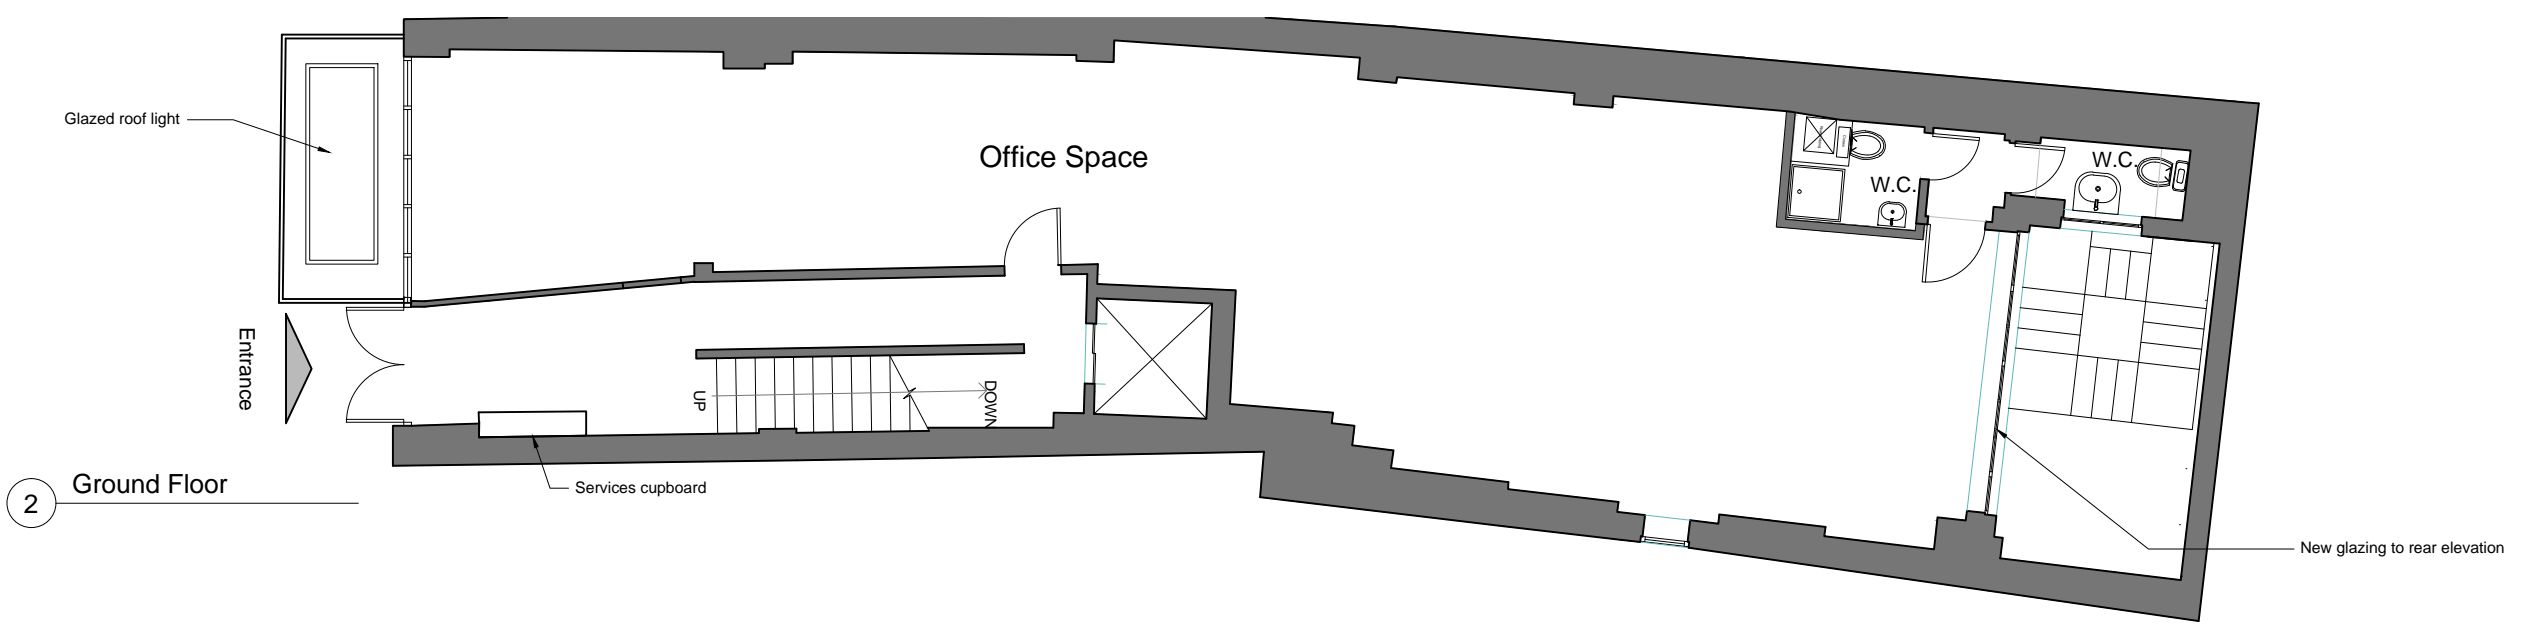 Glazed roof light
Office Space
W.C.
W.C.
Entrance
UP
DOWN
Services cupboard
2
Ground Floor
New glazing to rear elevation